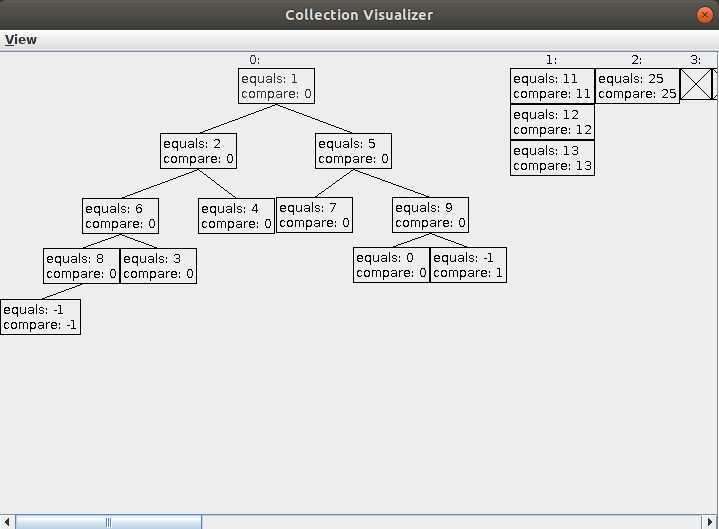 Collection Visualizer
View
0:
1:
2:
3:
equals: 1
compare: 0
equals: 11
compare: 11
equals: 25
compare: 25
equals: 12
compare: 12
equals: 2
compare: 0
equals: 5
compare: 0
equals: 13
compare: 13
equals: 6
compare: 0
equals: 4
compare: 0
equals: 7
compare: 0
equals: 9
compare: 0
equals: 8
compare: 0
equals: 3
compare: 0
equals: 0
compare: 0
equals: -1
compare: 1
equals: -1
compare: -1